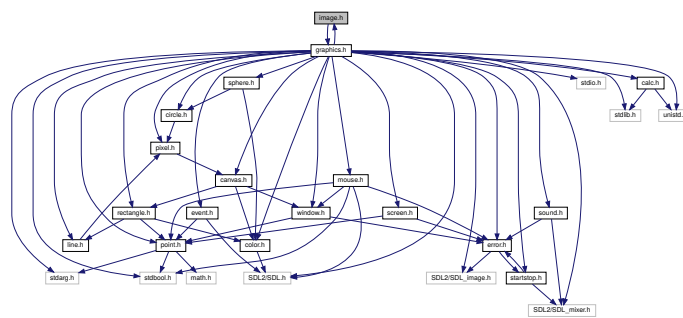 image.h
graphics.h
sphere.h
stdio.h
calc.h
circle.h
stdlib.h
unistd.
pixel.h
canvas.h
mouse.h
rectangle.h
event.h
window.h
screen.h
sound.h
line.h
point.h
color.h
error.h
stdarg.h
stdbool.h
math.h
SDL2/SDL.h
SDL2/SDL_image.h
startstop.h
SDL2/SDL_mixer.h